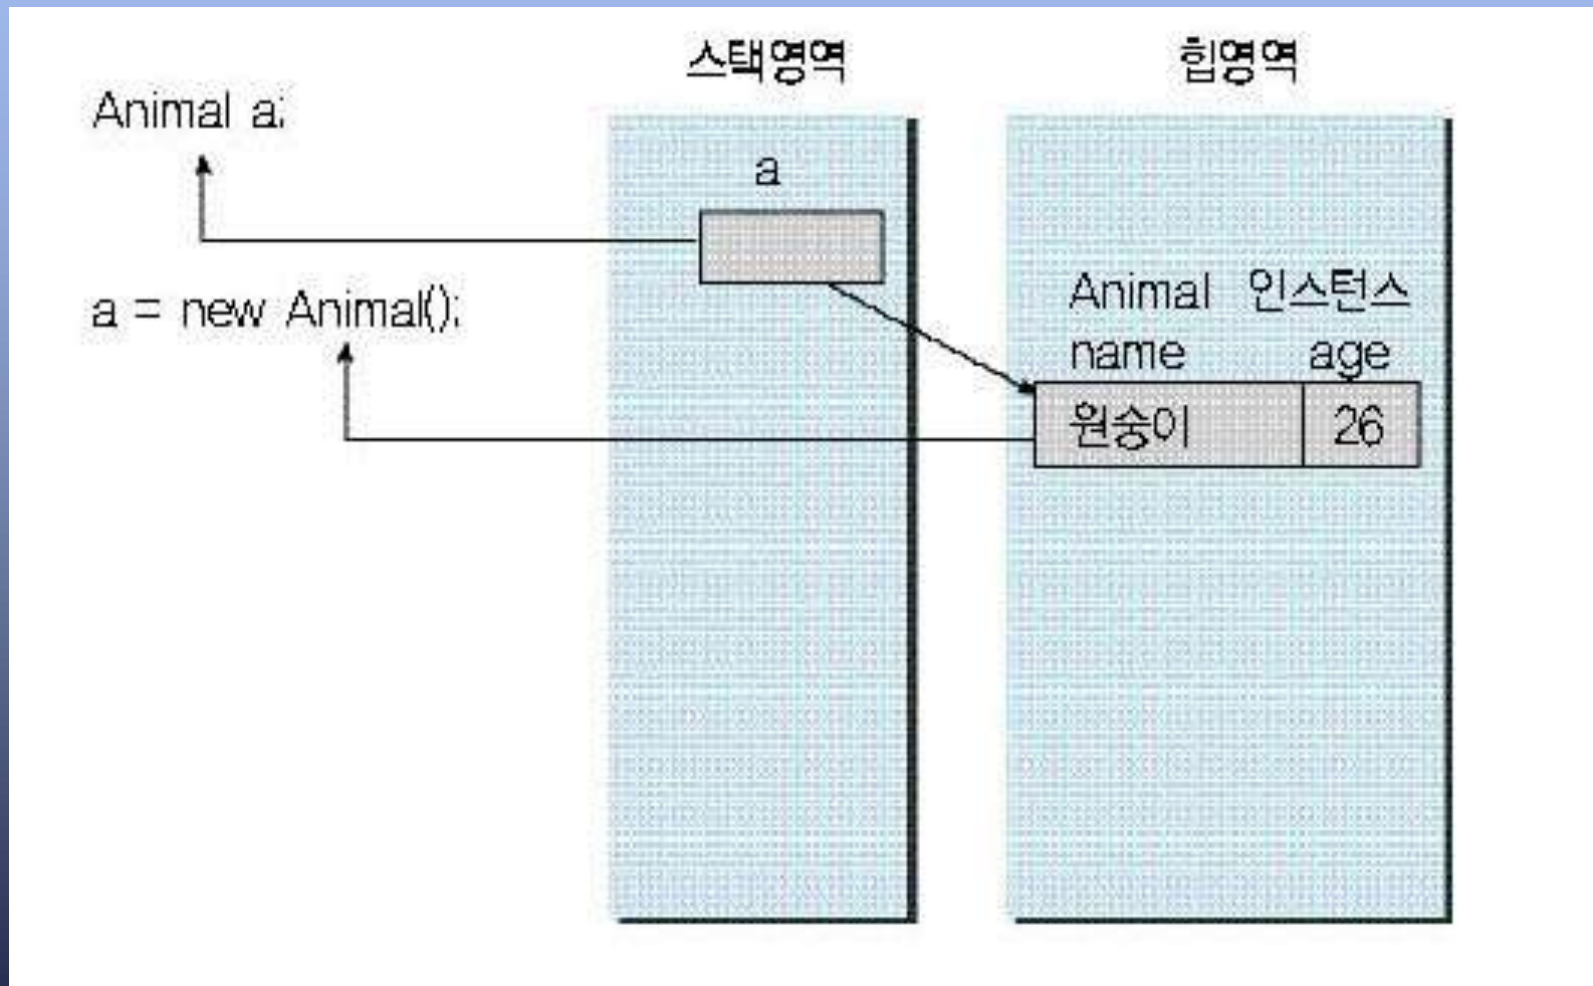 스택영역 힙영역
Animal a;
a
a = new Animal();
Animal 인스턴스
name age
원숭이 26